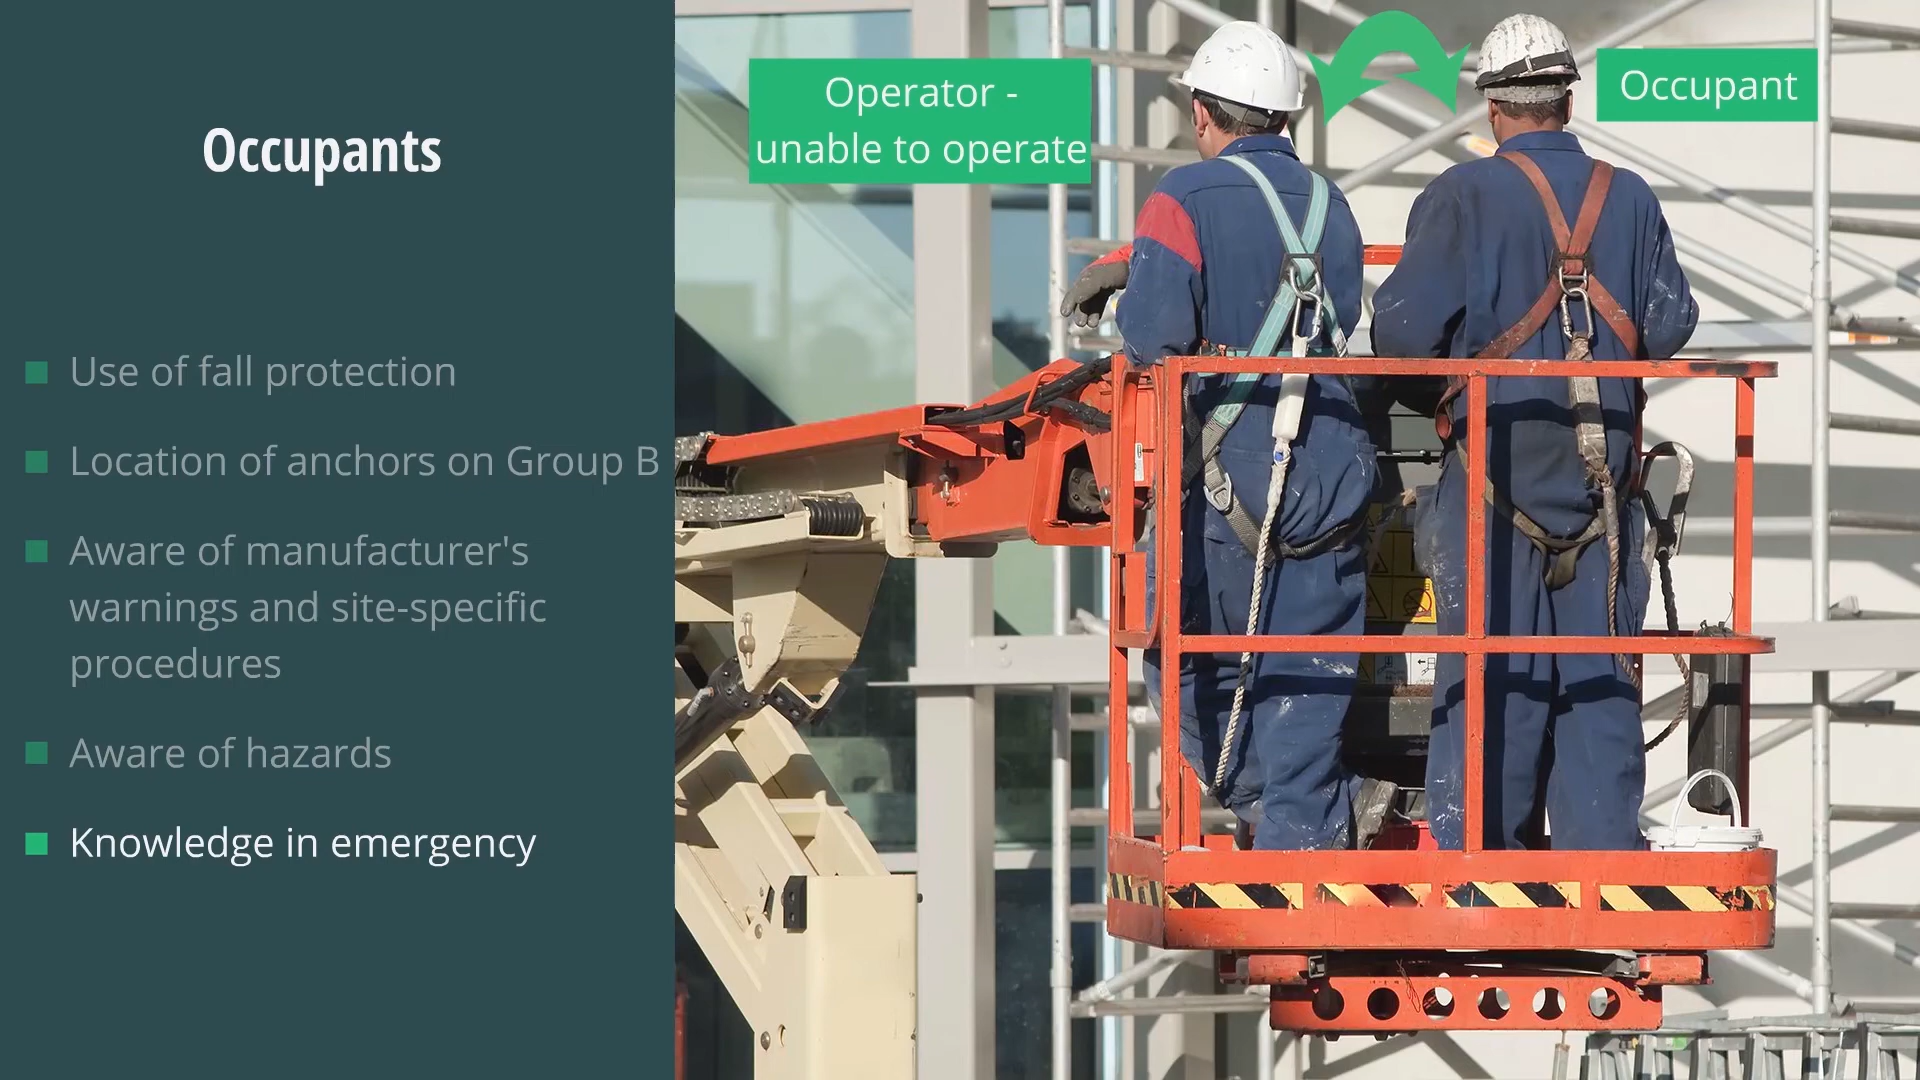 Occupants
Use of fall protection
Location of anchors on Group B
Aware of manufacturer's
warnings and site-specific
procedures
Aware of hazards
Knowledge in emergency
Operator -
unable to operate
Occupant